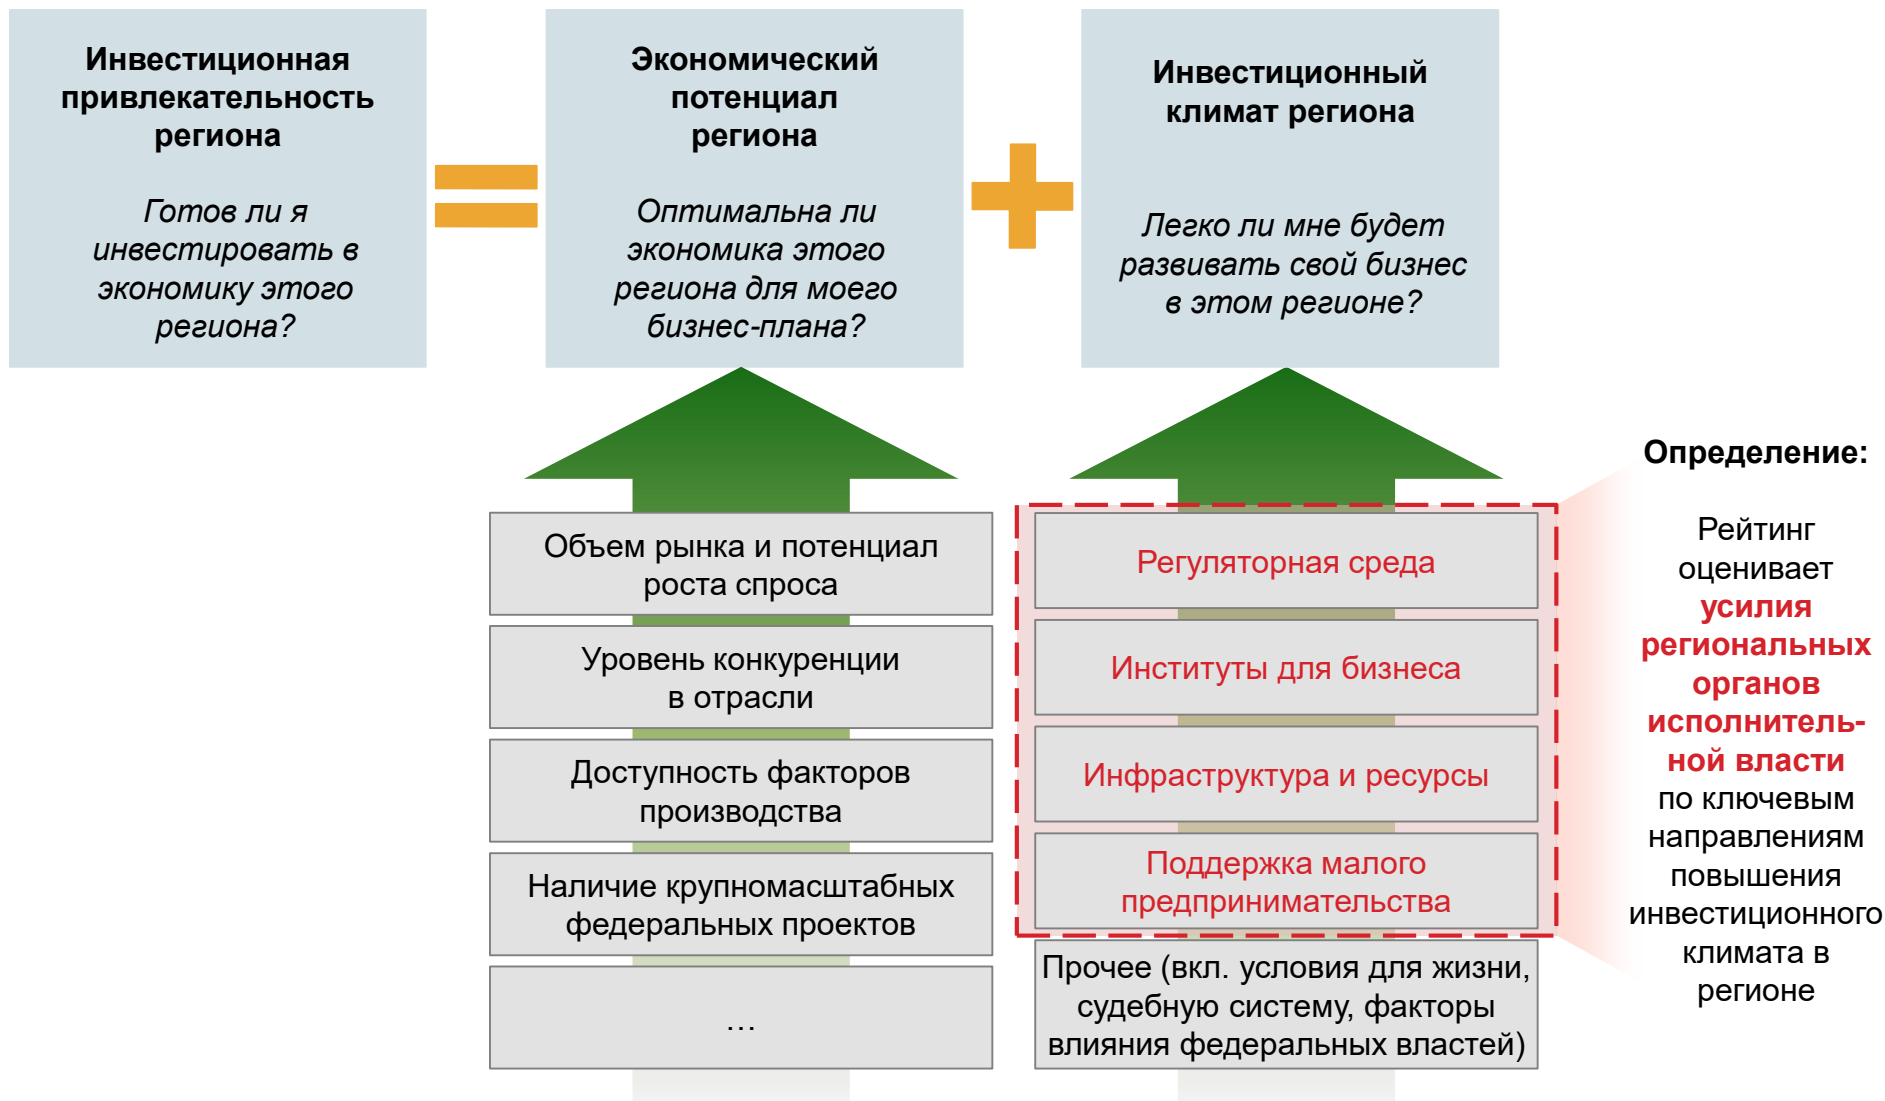 Инвестиционная
привлекательность
региона
Готов ли я
инвестировать в
экономику этого
региона?
Экономический
потенциал
региона
Оптимальна ли
экономика этого
региона для моего
бизнес-плана?
Инвестиционный
климат региона
Легко ли мне будет
развивать свой бизнес
в этом регионе?
Объем рынка и потенциал
роста спроса
Уровень конкуренции
в отрасли
Доступность факторов
производства
Наличие крупномасштабных
федеральных проектов
…
Регуляторная среда
Институты для бизнеса
Инфраструктура и ресурсы
Поддержка малого
предпринимательства
Прочее (вкл. условия для жизни,
судебную систему, факторы
влияния федеральных властей)
Определение:
Рейтинг
оценивает
усилия
региональных
органов
исполнитель-
ной власти
по ключевым
направлениям
повышения
инвестиционного
климата в
регионе